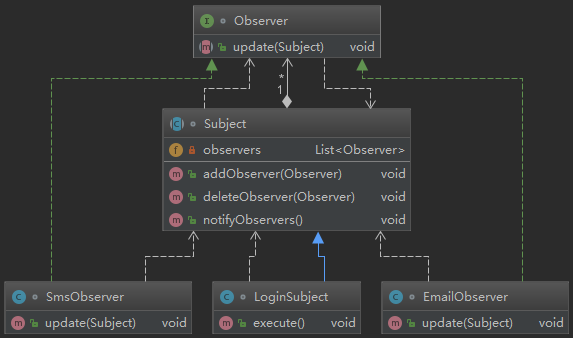 Observer
update(Subject) void
*
1
Subject
observers List<Observer>
addObserver(Observer) void
deleteObserver(Observer) void
notifyObservers() void
SmsObserver
update(Subject) void
LoginSubject
execute() void
EmailObserver
update(Subject) void